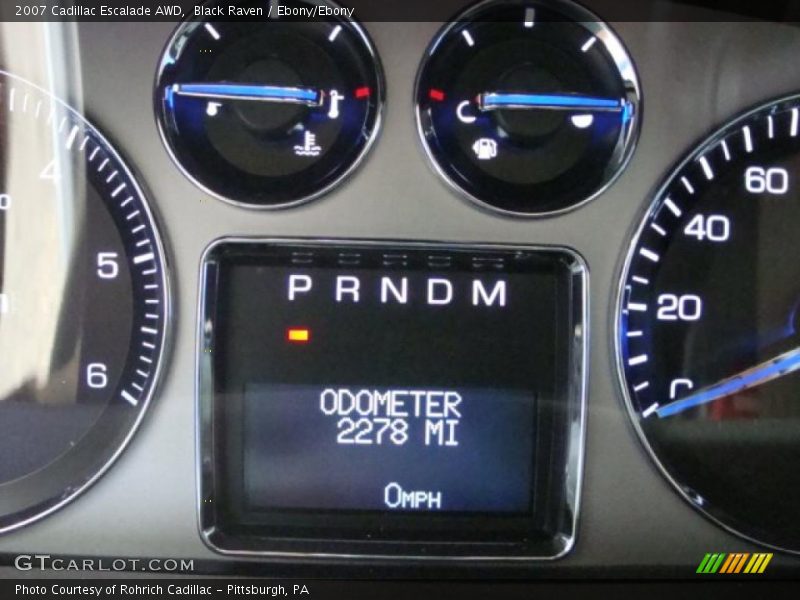 2007 Cadillac Escalade AWD, Black Raven / Ebony/Ebony
4
5
6
60
40
20
P R N D M
ODOMETER
2278 MI
0MPH
GTCARLOT.COM
Photo Courtesy of Rohrich Cadillac - Pittsburgh, PA